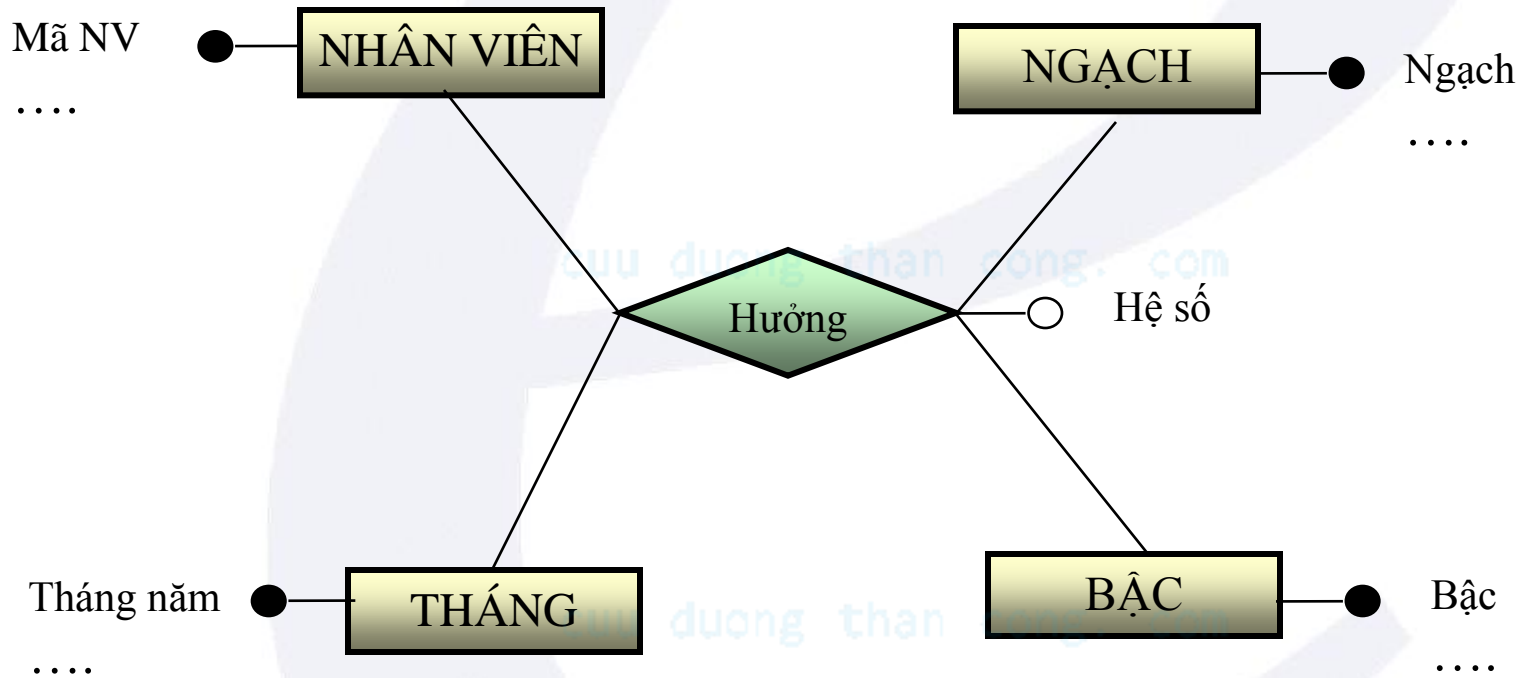 Mã NV
NHÂN VIÊN
NGẠCH
Ngạch
....
....
cuu duong than cong. com
Hưởng
Hệ số
Tháng năm
THÁNG
BẬC
Bậc
cuu duong than cong. com
....
....